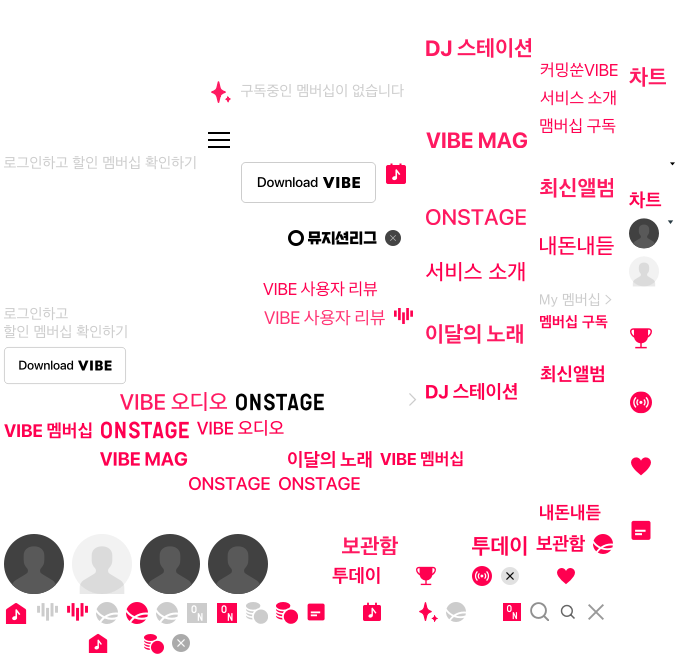 DJ 스테이션
커밍쑨VIBE
차트
구독중인 멤버십이 없습니다
서비스 소개
맴버십 구독
VIBE MAG
로그인하고 할인 멤버십 확인하기
Download VIBE
최신앨범
차트
ONSTAGE
뮤지션리그
내돈내듣
서비스 소개
VIBE 사용자 리뷰
My 멤버십
로그인하고
할인 멤버십 확인하기
VIBE 사용자 리뷰
멤버십 구독
이달의 노래
Download VIBE
최신앨범
DJ 스테이션
VIBE 오디오
ONSTAGE
VIBE 멤버십
ONSTAGE
VIBE 오디오
VIBE MAG
이달의 노래
VIBE 멤버십
ONSTAGE
ONSTAGE
내돈내듣
보관함
투데이
보관함
투데이
ON
ON
ON